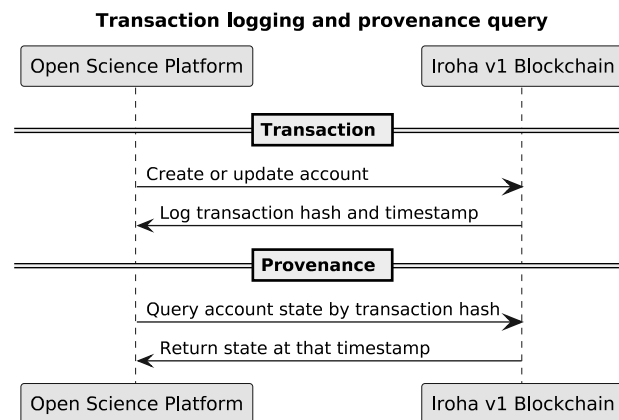 Transaction logging and provenance query
Open Science Platform
Iroha v1 Blockchain
Transaction
Create or update account
Log transaction hash and timestamp
Provenance
Query account state by transaction hash
Return state at that timestamp
Open Science Platform
Iroha v1 Blockchain